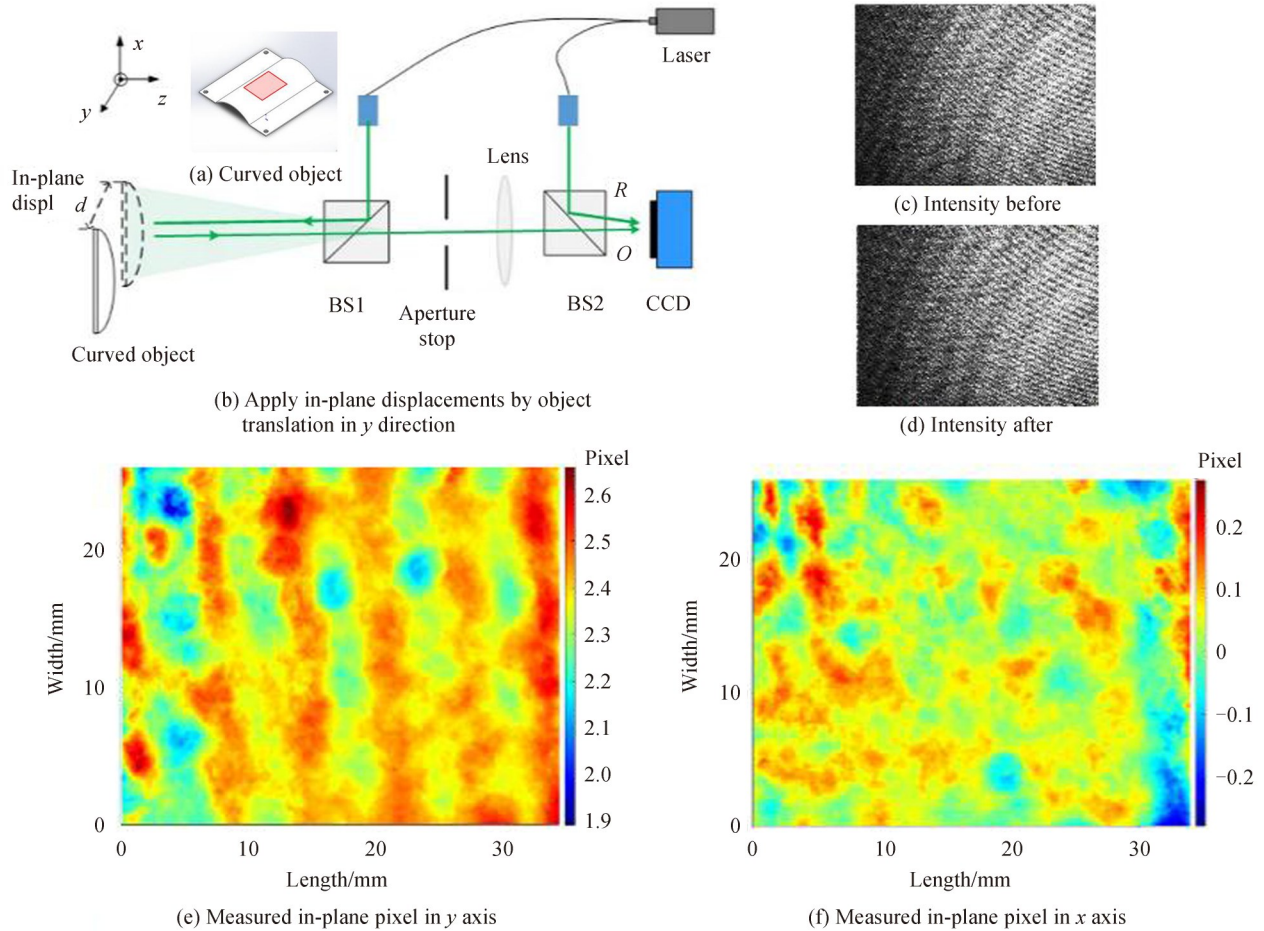 Laser
x
y
z
(a) Curved object
In-plane
displ
d
Lens
R
O
BS1
Aperture
stop
BS2
CCD
Curved object
(b) Apply in-plane displacements by object
translation in y direction
(c) Intensity before
(d) Intensity after
Pixel
2.6
2.5
2.4
2.3
2.2
2.1
2.0
1.9
Width/mm
20
10
0
0
10
20
30
Length/mm
(e) Measured in-plane pixel in y axis
Pixel
0.2
0.1
0
−0.1
−0.2
Width/mm
20
10
0
0
10
20
30
Length/mm
(f) Measured in-plane pixel in x axis